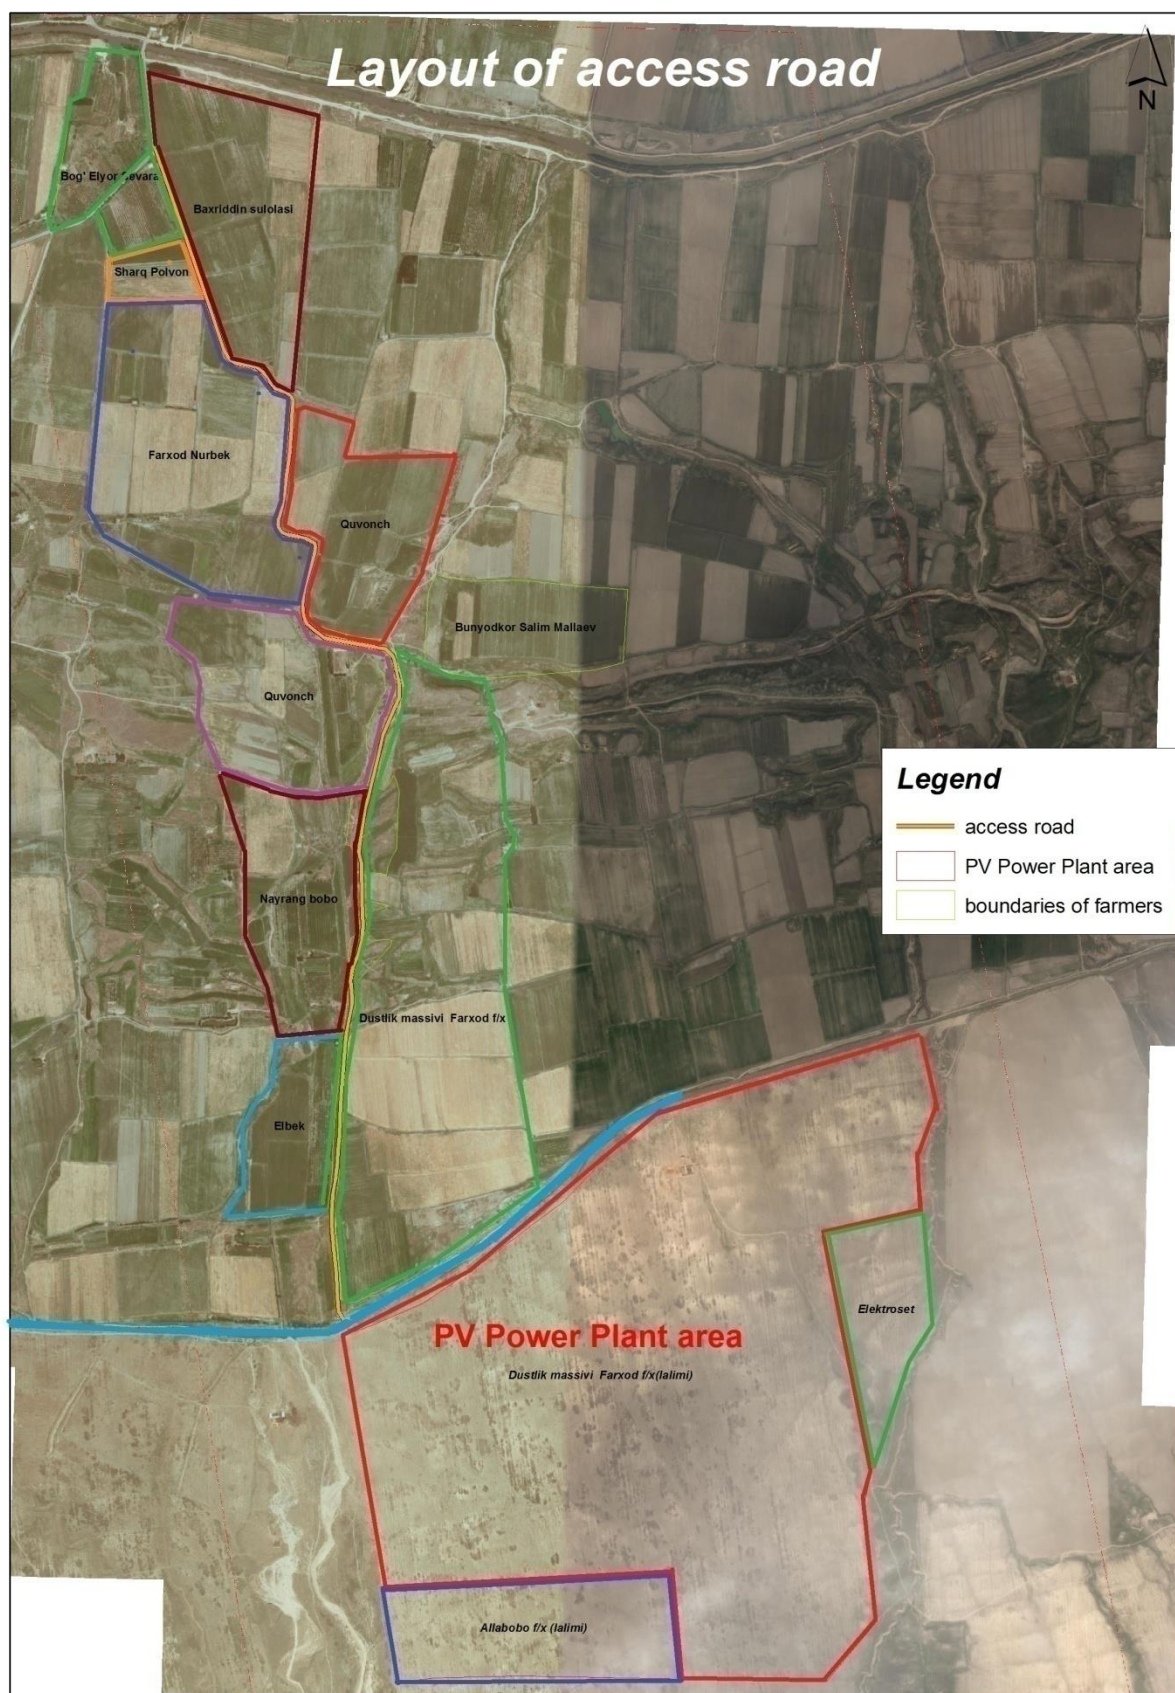 Layout of access road
N
Bog' Elyor Sevara
Baxriddin sulolasi
Sharq Polvon
Farxod Nurbek
Quvonch
Bunyodkor Salim Mallaev
Quvonch
Legend
access road
PV Power Plant area
boundaries of farmers
Nayrang bobo
Dustlik massivi Farxod f/x
Elbek
Elektroset
PV Power Plant area
Dustlik massivi Farxod f/x(lalimi)
Allabobo f/x (lalimi)